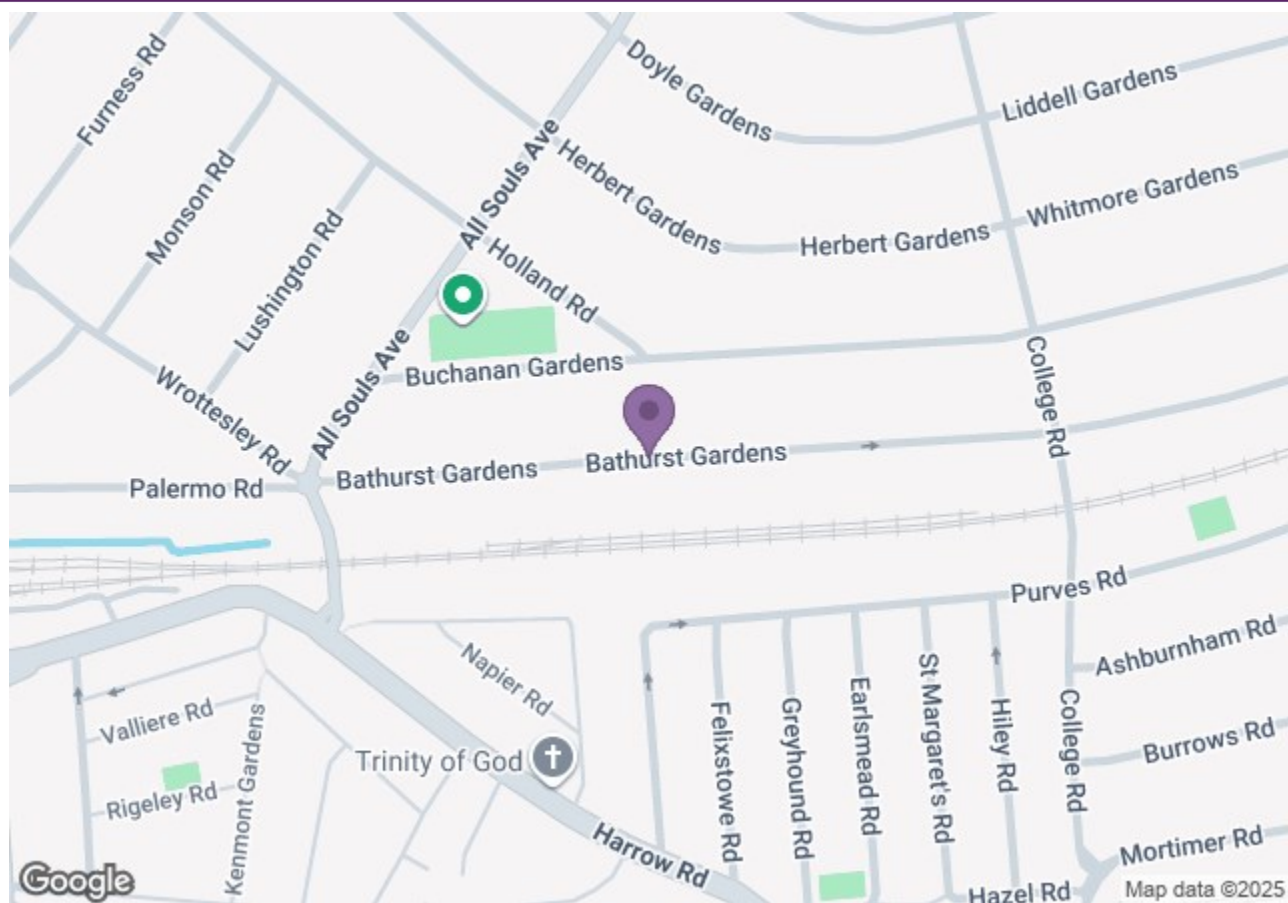 Furness Rd
Monson Rd
Lushington Rd
All Souls Ave
Doyle Gardens
Liddell Gardens
Herbert Gardens
Whitmore Gardens
Herbert Gardens
Holland Rd
Wrottesley Rd
All Souls Ave
Buchanan Gardens
College Rd
Bathurst Gardens
Bathurst Gardens
Palermo Rd
Purves Rd
Napier Rd
Ashburnham Rd
Valliere Rd
Kenmont Gardens
Rigeley Rd
Trinity of God
Harrow Rd
Felixstowe Rd
Greyhound Rd
Earlsmead Rd
St Margaret's Rd
Hiley Rd
College Rd
Burrows Rd
Mortimer Rd
Hazel Rd
Google
Map data ©2025